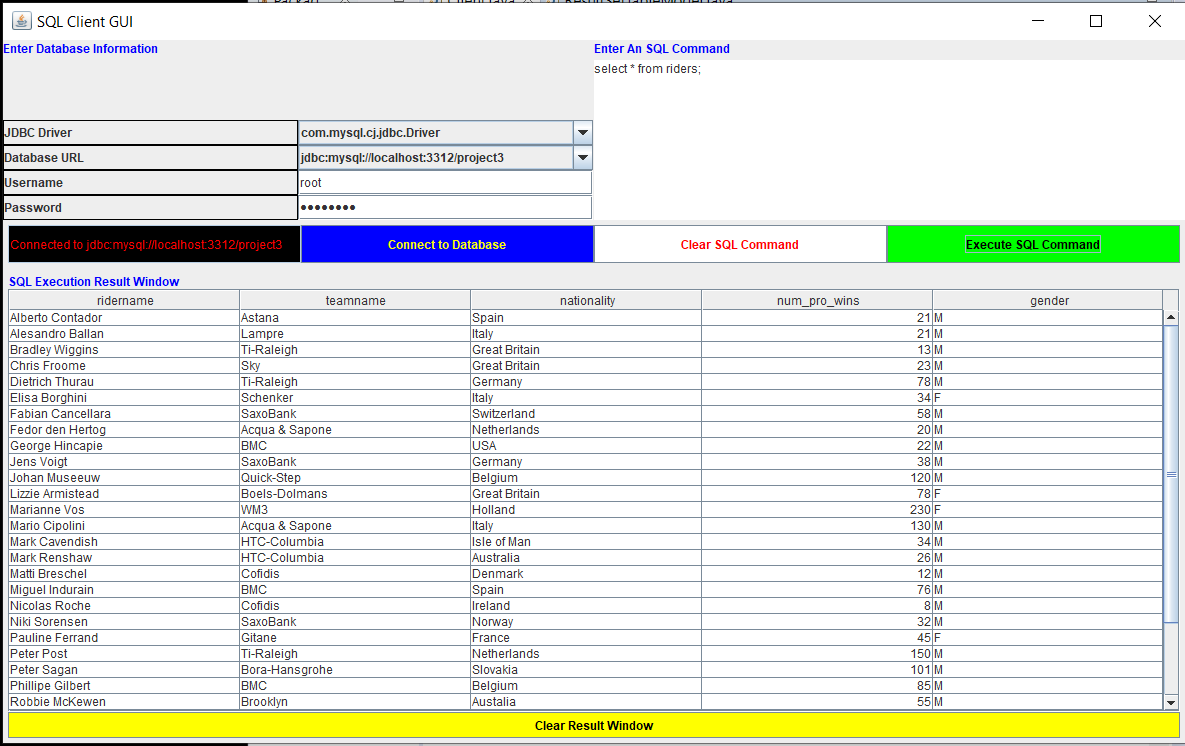 SQL Client GUI
Enter Database Information
Enter An SQL Command
select * from riders;
JDBC Driver com.mysql.cj.jdbc.Driver
Database URL jdbc:mysql://localhost:3312/project3
Username root
Password ••••••••
Connected to jdbc:mysql://localhost:3312/project3 Connect to Database Clear SQL Command Execute SQL Command
SQL Execution Result Window
ridername teamname nationality num_pro_wins gender
Alberto Contador Astana Spain 21 M
Alesandro Ballan Lampre Italy 21 M
Bradley Wiggins Ti-Raleigh Great Britain 13 M
Chris Froome Sky Great Britain 23 M
Dietrich Thurau Ti-Raleigh Germany 78 M
Elisa Borghini Schenker Italy 34 F
Fabian Cancellara SaxoBank Switzerland 58 M
Fedor den Hertog Acqua & Sapone Netherlands 20 M
George Hincapie BMC USA 22 M
Jens Voigt SaxoBank Germany 38 M
Johan Museeuw Quick-Step Belgium 120 M
Lizzie Armistead Boels-Dolmans Great Britain 78 F
Marianne Vos WM3 Holland 230 F
Mario Cipolini Acqua & Sapone Italy 130 M
Mark Cavendish HTC-Columbia Isle of Man 34 M
Mark Renshaw HTC-Columbia Australia 26 M
Matti Breschel Cofidis Denmark 12 M
Miguel Indurain BMC Spain 76 M
Nicolas Roche Cofidis Ireland 8 M
Niki Sorensen SaxoBank Norway 32 M
Pauline Ferrand Gitane France 45 F
Peter Post Ti-Raleigh Netherlands 150 M
Peter Sagan Bora-Hansgrohe Slovakia 101 M
Phillipe Gilbert BMC Belgium 85 M
Robbie McKewen Brooklyn Austalia 55 M
Clear Result Window